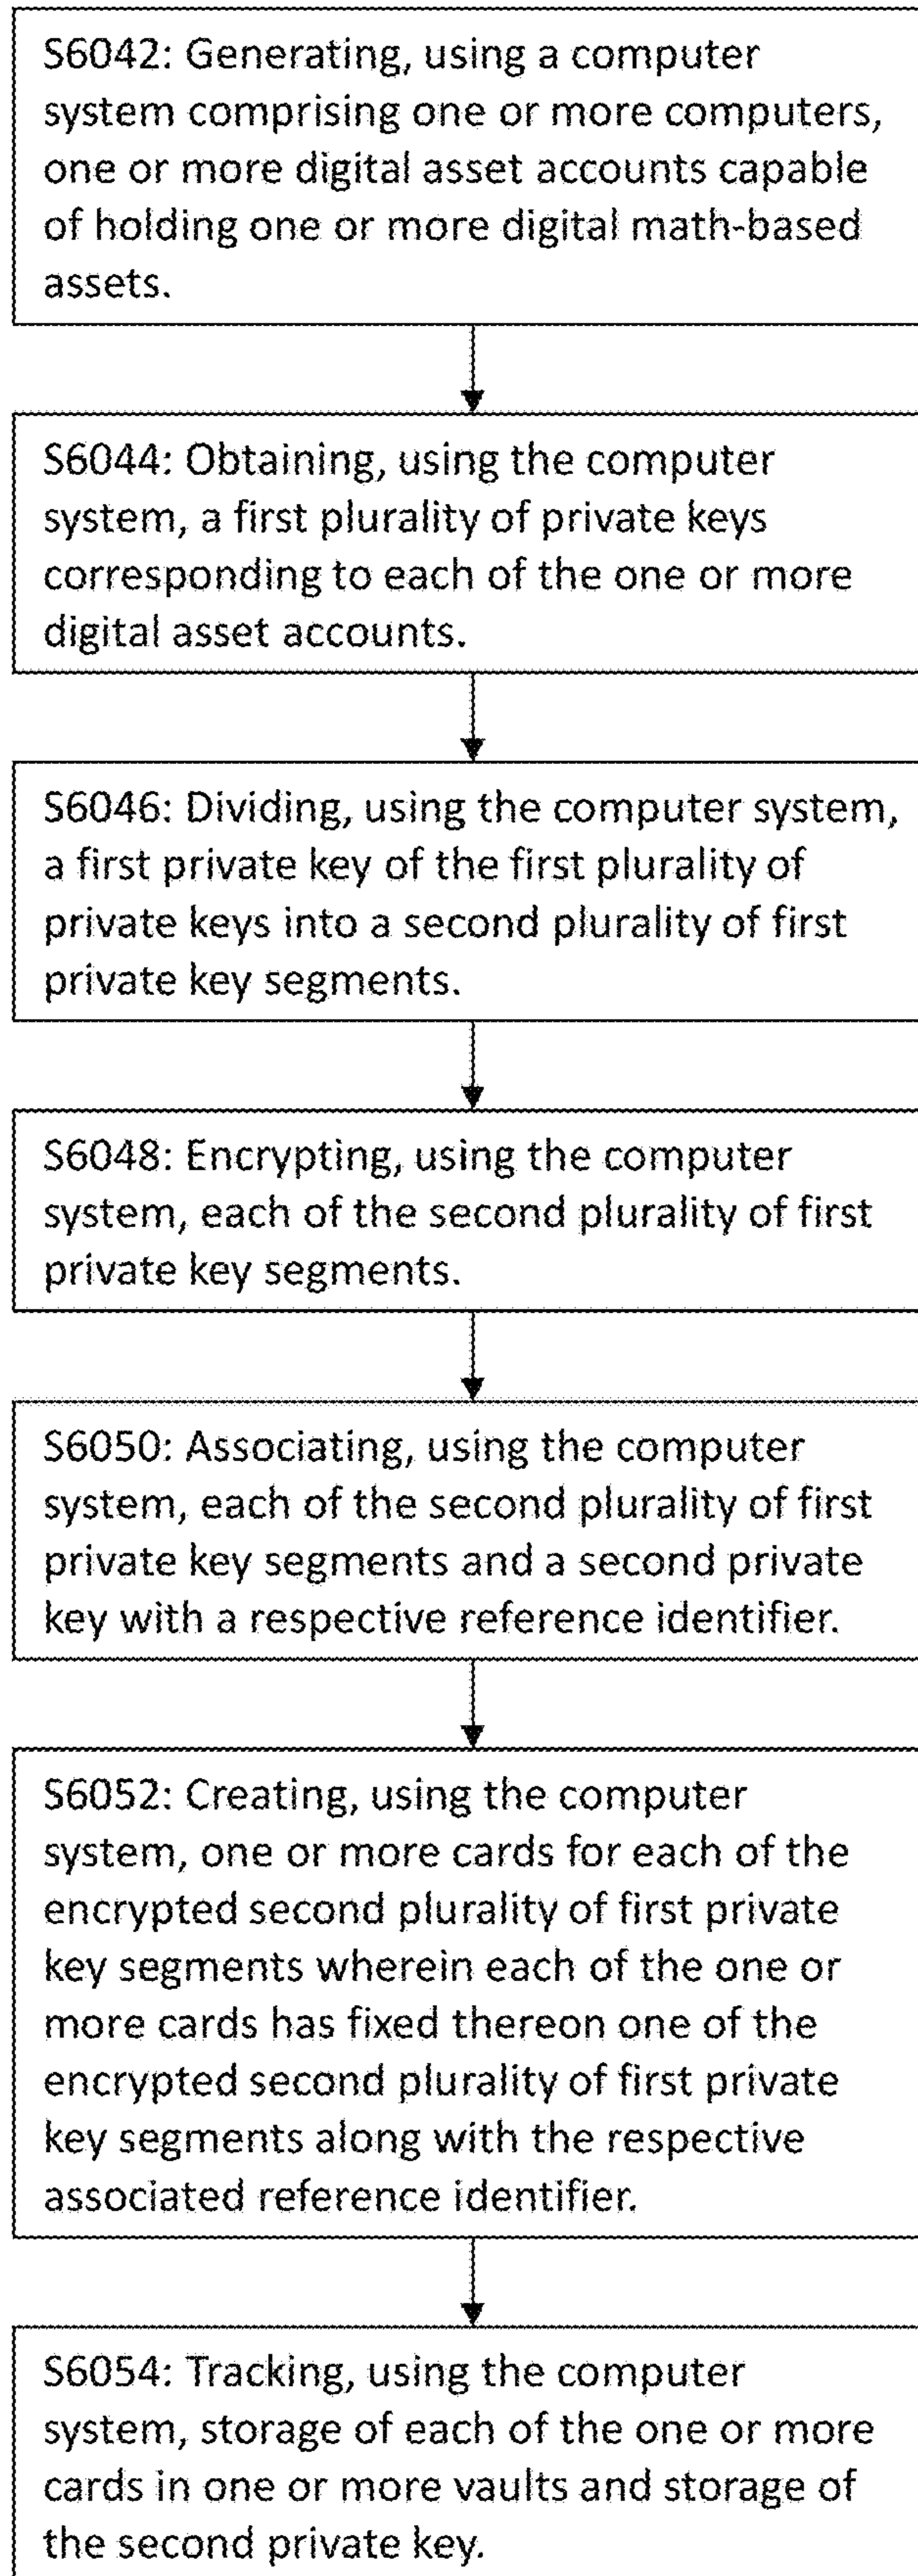 S6042: Generating, using a computer
system comprising one or more computers,
one or more digital asset accounts capable
of holding one or more digital math-based
assets.
S6044: Obtaining, using the computer
system, a first plurality of private keys
corresponding to each of the one or more
digital asset accounts.
S6046: Dividing, using the computer system,
a first private key of the first plurality of
private keys into a second plurality of first
private key segments.
S6048: Encrypting, using the computer
system, each of the second plurality of first
private key segments.
S6050: Associating, using the computer
system, each of the second plurality of first
private key segments and a second private
key with a respective reference identifier.
S6052: Creating, using the computer
system, one or more cards for each of the
encrypted second plurality of first private
key segments wherein each of the one or
more cards has fixed thereon one of the
encrypted second plurality of first private
key segments along with the respective
associated reference identifier.
S6054: Tracking, using the computer
system, storage of each of the one or more
cards in one or more vaults and storage of
the second private key.